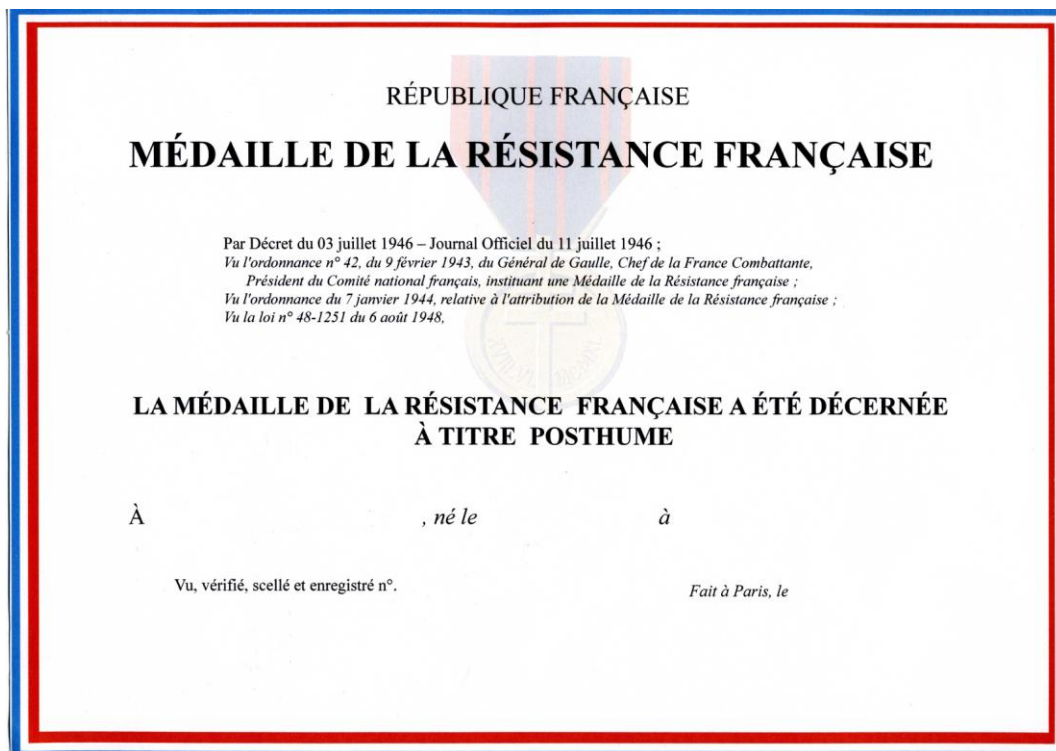 RÉPUBLIQUE FRANÇAISE
MÉDAILLE DE LA RÉSISTANCE FRANÇAISE
Par Décret du 03 juillet 1946 – Journal Officiel du 11 juillet 1946 ;
Vu l'ordonnance n° 42, du 9 février 1943, du Général de Gaulle, Chef de la France Combattante,
Président du Comité national français, instituant une Médaille de la Résistance française ;
Vu l'ordonnance du 7 janvier 1944, relative à l'attribution de la Médaille de la Résistance française ;
Vu la loi n° 48-1251 du 6 août 1948,
XVIII.VI. MCMXL
LA MÉDAILLE DE LA RÉSISTANCE FRANÇAISE A ÉTÉ DÉCERNÉE
À TITRE POSTHUME
À , né le à
Vu, vérifié, scellé et enregistré n°.
Fait à Paris, le